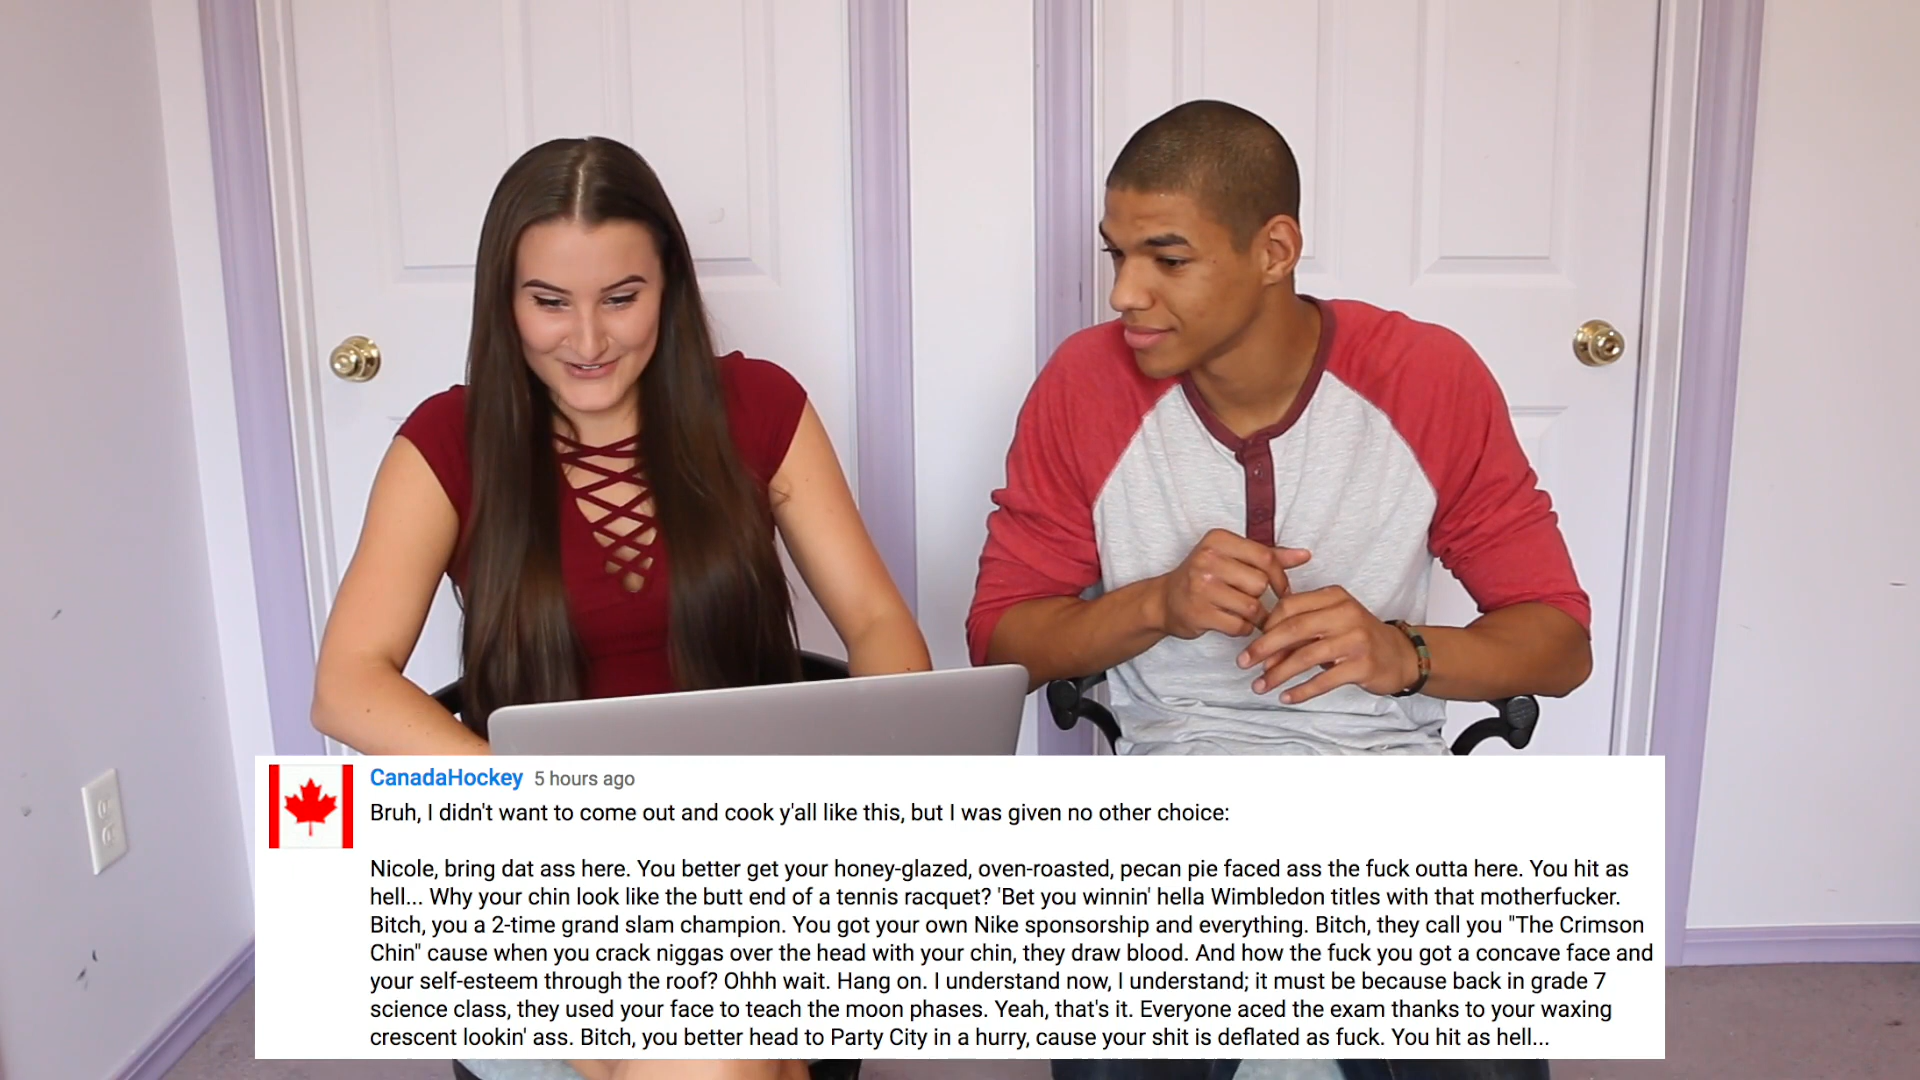 CanadaHockey 5 hours ago
Bruh, I didn't want to come out and cook y'all like this, but I was given no other choice:
Nicole, bring dat ass here. You better get your honey-glazed, oven-roasted, pecan pie faced ass the fuck outta here. You hit as
hell... Why your chin look like the butt end of a tennis racquet? 'Bet you winnin' hella Wimbledon titles with that motherfucker.
Bitch, you a 2-time grand slam champion. You got your own Nike sponsorship and everything. Bitch, they call you "The Crimson
Chin" cause when you crack niggas over the head with your chin, they draw blood. And how the fuck you got a concave face and
your self-esteem through the roof? Ohhh wait. Hang on. I understand now, I understand; it must be because back in grade 7
science class, they used your face to teach the moon phases. Yeah, that's it. Everyone aced the exam thanks to your waxing
crescent lookin' ass. Bitch, you better head to Party City in a hurry, cause your shit is deflated as fuck. You hit as hell...